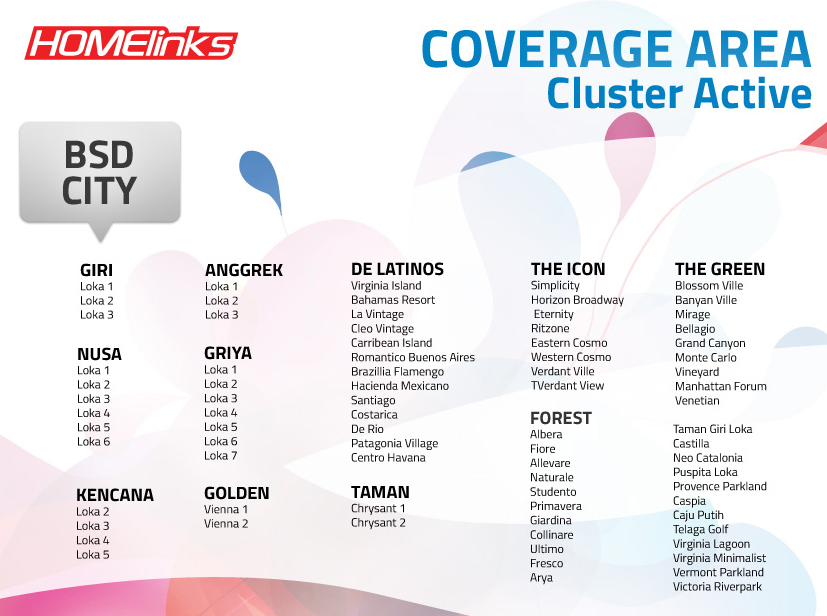 HOMElinks
COVERAGE AREA
Cluster Active
BSD
CITY
GIRI
Loka 1
Loka 2
Loka 3
NUSA
Loka 1
Loka 2
Loka 3
Loka 4
Loka 5
Loka 6
KENCANA
Loka 2
Loka 3
Loka 4
Loka 5
ANGGREK
Loka 1
Loka 2
Loka 3
GRIYA
Loka 1
Loka 2
Loka 3
Loka 4
Loka 5
Loka 6
Loka 7
GOLDEN
Vienna 1
Vienna 2
DE LATINOS
Virginia Island
Bahamas Resort
La Vintage
Cleo Vintage
Carribean Island
Romantico Buenos Aires
Brazillia Flamengo
Hacienda Mexicano
Santiago
Costarica
De Rio
Patagonia Village
Centro Havana
TAMAN
Chrysant 1
Chrysant 2
THE ICON
Simplicity
Horizon Broadway
Eternity
Ritzone
Eastern Cosmo
Western Cosmo
Verdant Ville
TVerdant View
FOREST
Albera
Fiore
Allevare
Naturale
Studento
Primavera
Giardina
Collinare
Ultimo
Fresco
Arya
THE GREEN
Blossom Ville
Banyan Ville
Mirage
Bellagio
Grand Canyon
Monte Carlo
Vineyard
Manhattan Forum
Venetian
Taman Giri Loka
Castilla
Neo Catalonia
Puspita Loka
Provence Parkland
Caspia
Caju Putih
Telaga Golf
Virginia Lagoon
Virginia Minimalist
Vermont Parkland
Victoria Riverpark